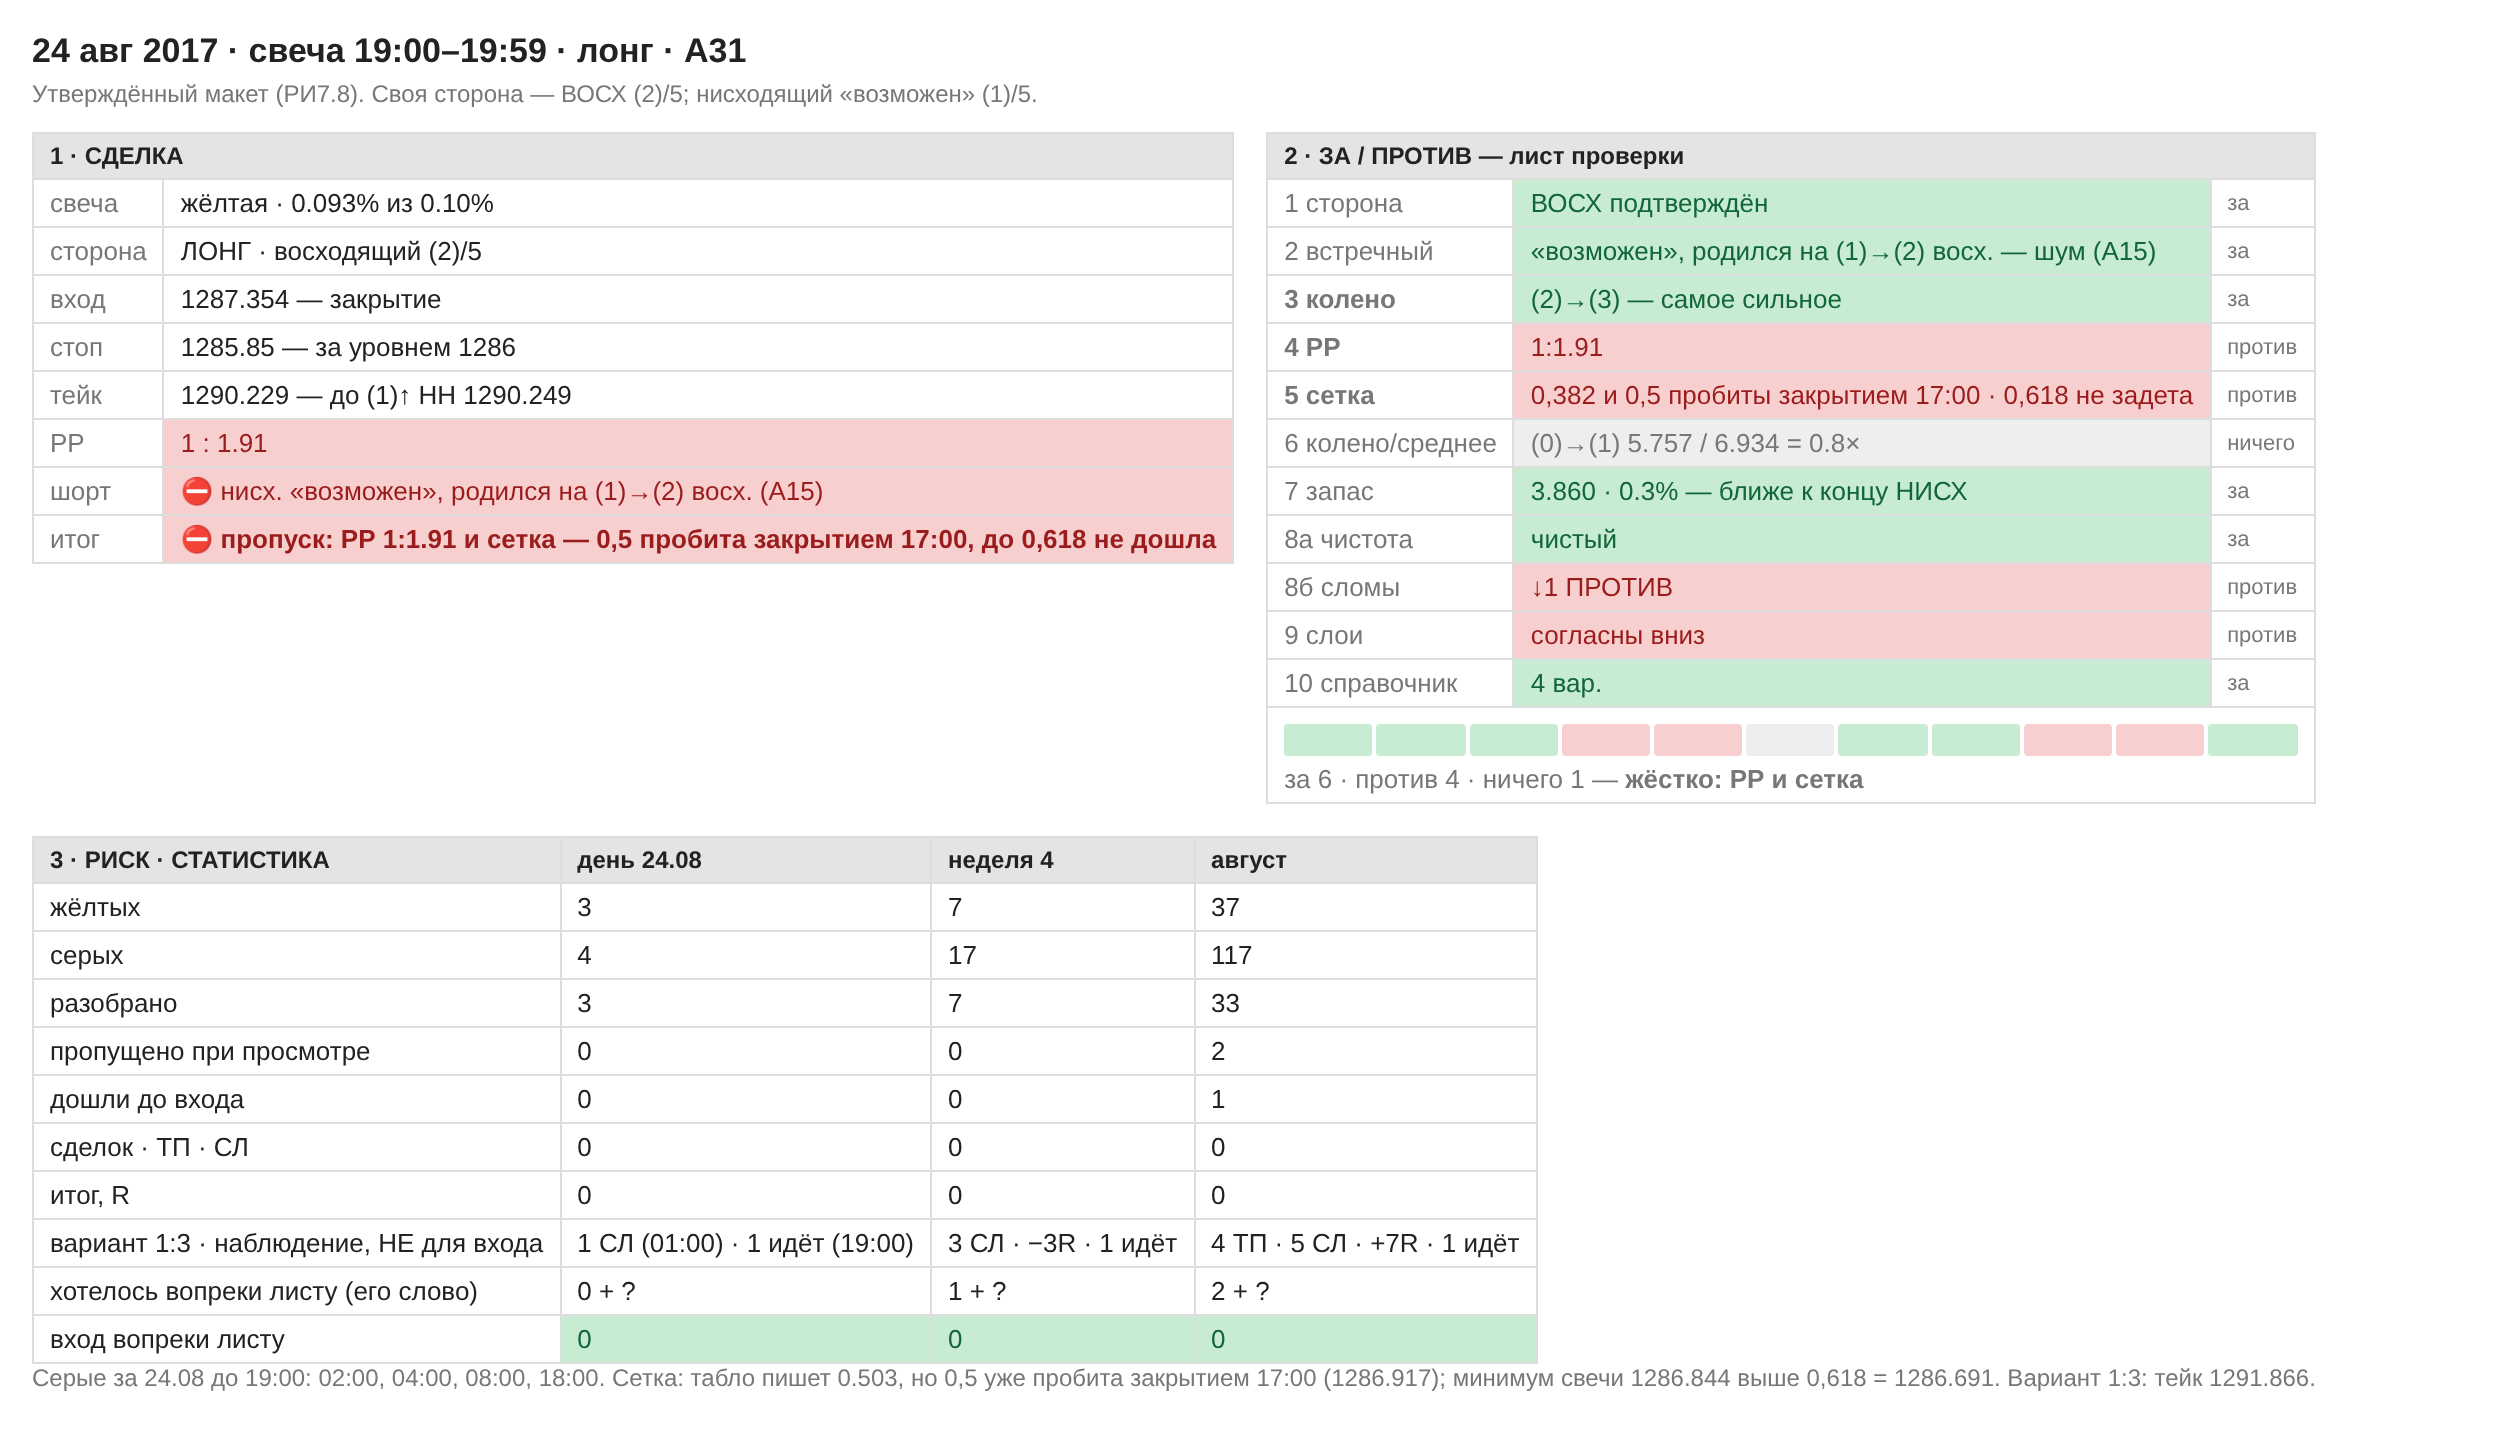 24 авг 2017 · свеча 19:00–19:59 · лонг · А31
Утверждённый макет (РИ7.8). Своя сторона — ВОСХ (2)/5; нисходящий «возможен» (1)/5.
1 · СДЕЛКА
свеча жёлтая · 0.093% из 0.10%
сторона ЛОНГ · восходящий (2)/5
вход 1287.354 — закрытие
стоп 1285.85 — за уровнем 1286
тейк 1290.229 — до (1)↑ НН 1290.249
РР 1 : 1.91
шорт ⛔ нисх. «возможен», родился на (1)→(2) восх. (А15)
итог ⛔ пропуск: РР 1:1.91 и сетка — 0,5 пробита закрытием 17:00, до 0,618 не дошла
2 · ЗА / ПРОТИВ — лист проверки
1 сторона ВОСХ подтверждён за
2 встречный «возможен», родился на (1)→(2) восх. — шум (А15) за
3 колено (2)→(3) — самое сильное за
4 РР 1:1.91 против
5 сетка 0,382 и 0,5 пробиты закрытием 17:00 · 0,618 не задета против
6 колено/среднее (0)→(1) 5.757 / 6.934 = 0.8× ничего
7 запас 3.860 · 0.3% — ближе к концу НИСХ за
8а чистота чистый за
8б сломы ↓1 ПРОТИВ против
9 слои согласны вниз против
10 справочник 4 вар. за
за 6 · против 4 · ничего 1 — жёстко: РР и сетка
3 · РИСК · СТАТИСТИКА день 24.08 неделя 4 август
жёлтых 3 7 37
серых 4 17 117
разобрано 3 7 33
пропущено при просмотре 0 0 2
дошли до входа 0 0 1
сделок · ТП · СЛ 0 0 0
итог, R 0 0 0
вариант 1:3 · наблюдение, НЕ для входа 1 СЛ (01:00) · 1 идёт (19:00) 3 СЛ · −3R · 1 идёт 4 ТП · 5 СЛ · +7R · 1 идёт
хотелось вопреки листу (его слово) 0 + ? 1 + ? 2 + ?
вход вопреки листу 0 0 0
Серые за 24.08 до 19:00: 02:00, 04:00, 08:00, 18:00. Сетка: табло пишет 0.503, но 0,5 уже пробита закрытием 17:00 (1286.917); минимум свечи 1286.844 выше 0,618 = 1286.691. Вариант 1:3: тейк 1291.866.